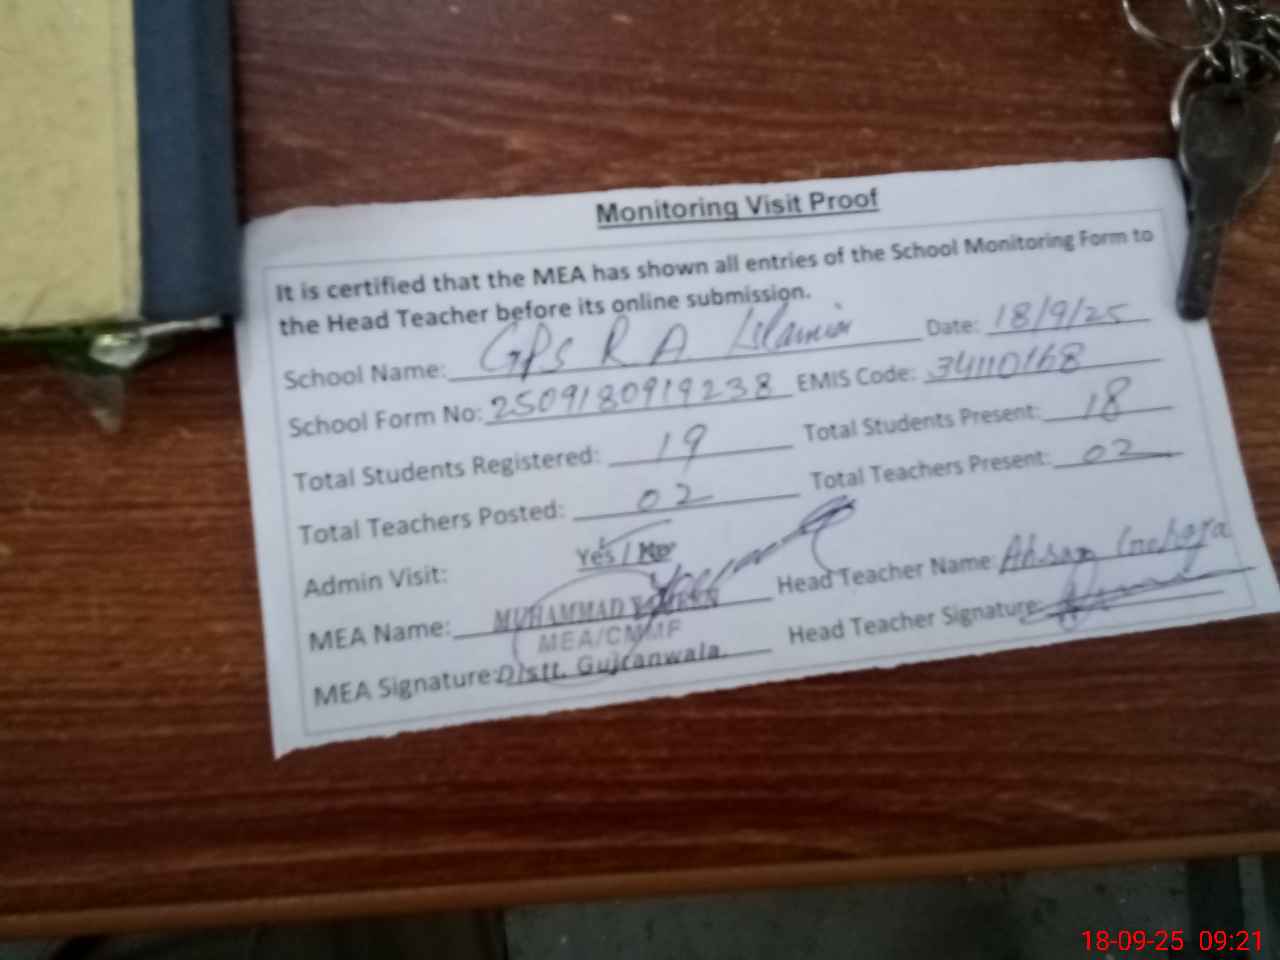 Monitoring Visit Proof
It is certified that the MEA has shown all entries of the School Monitoring Form to
the Head Teacher before its online submission.
School Name: GPS R A Islamia Date: 18/9/25
School Form No: 2509180919238 EMIS Code: 34110168
Total Students Registered: 19 Total Students Present: 18
Total Teachers Posted: 02 Total Teachers Present: 02
Admin Visit: Yes / No
MEA Name: MUHAMMAD Head Teacher Name: Ahsan
MEA/CMMF
MEA Signature: Distt. Gujranwala. Head Teacher Signature:
18-09-25 09:21